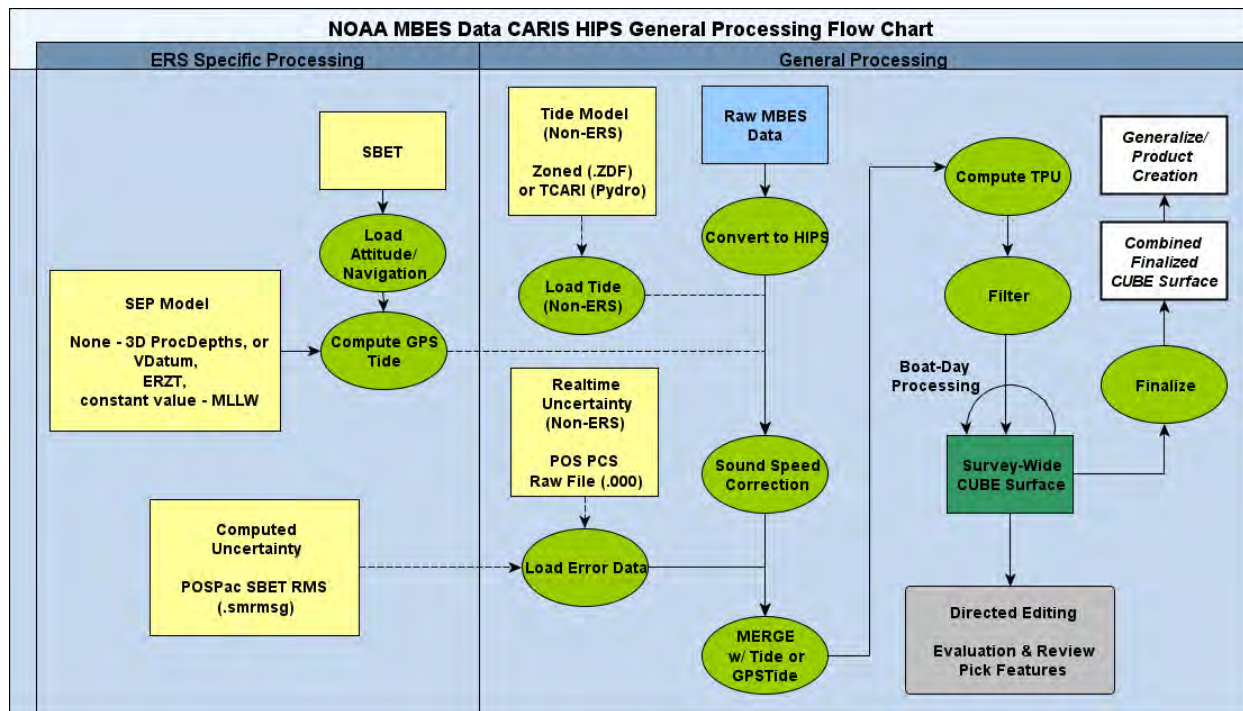 NOAA MBES Data CARIS HIPS General Processing Flow Chart
ERS Specific Processing
General Processing
SBET
Load
Attitude/
Navigation
SEP Model
None - 3D ProcDepths, or
VDatum,
ERZT,
constant value - MLLW
Compute GPS
Tide
Computed
Uncertainty
POSPac SBET RMS
(.smrmsg)
Tide Model
(Non-ERS)
Zoned (.ZDF)
or TCARI (Pydro)
Load Tide
(Non-ERS)
Realtime
Uncertainty
(Non-ERS)
POS PCS
Raw File (.000)
Load Error Data
Raw MBES
Data
Convert to HIPS
Sound Speed
Correction
MERGE
w/ Tide or
GPSTide
Compute TPU
Filter
Boat-Day
Processing
Survey-Wide
CUBE Surface
Directed Editing
Evaluation & Review
Pick Features
Generalize/
Product
Creation
Combined
Finalized
CUBE Surface
Finalize